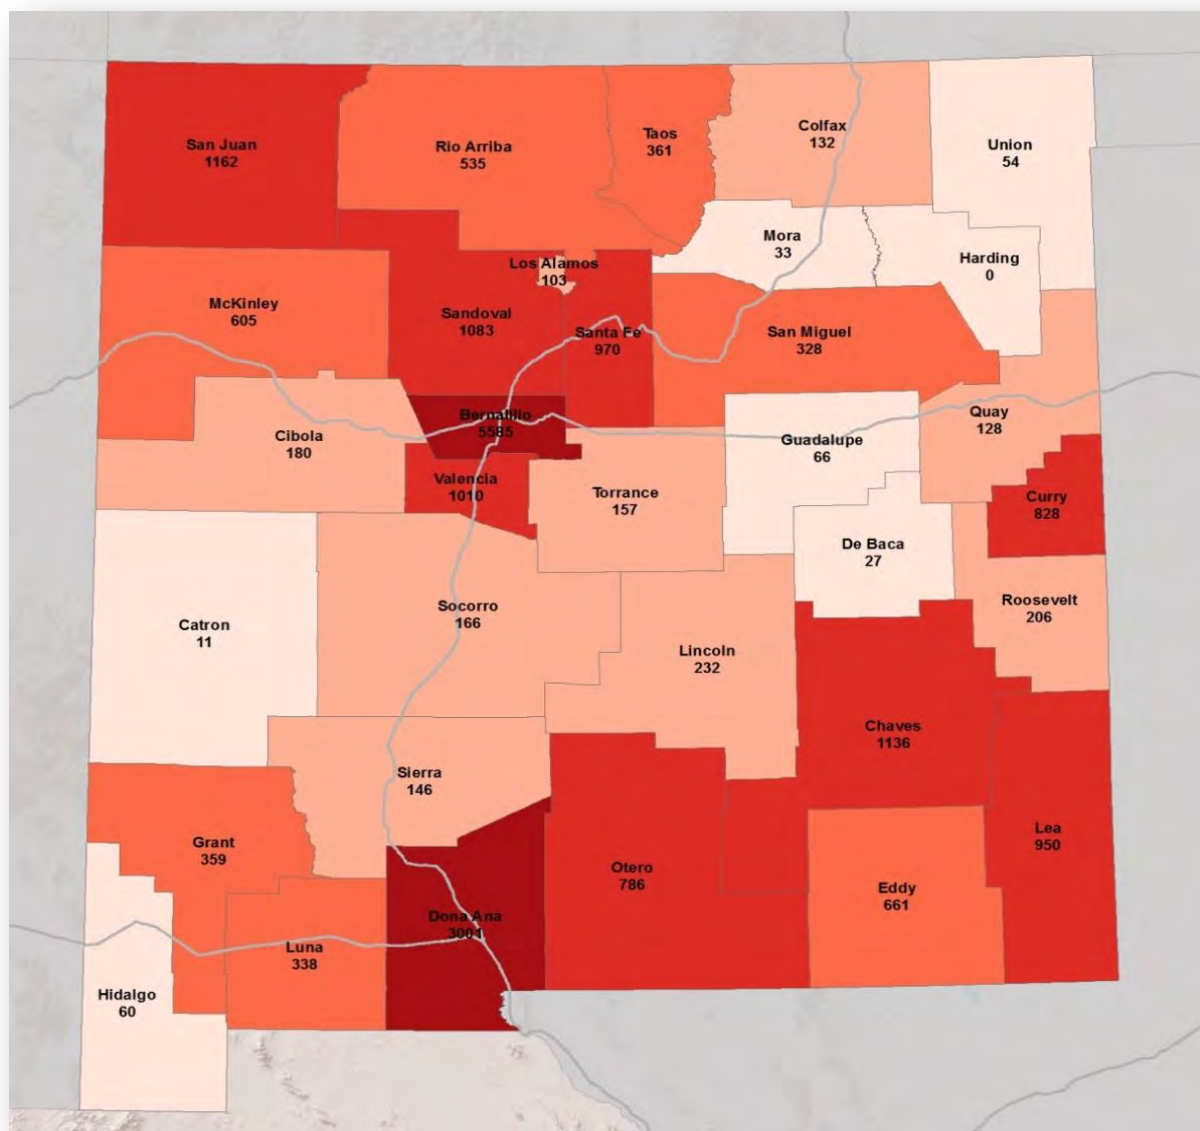 San Juan
1162
Rio Arriba
535
Taos
361
Colfax
132
Union
54
Mora
33
Harding
0
Los Alamos
103
McKinley
605
Sandoval
1083
Santa Fe
970
San Miguel
328
Bernalillo
5585
Cibola
180
Guadalupe
66
Quay
128
Valencia
1010
Torrance
157
Curry
828
De Baca
27
Roosevelt
206
Catron
11
Socorro
166
Lincoln
232
Chaves
1136
Sierra
146
Grant
359
Otero
786
Lea
950
Eddy
661
Dona Ana
3001
Luna
338
Hidalgo
60